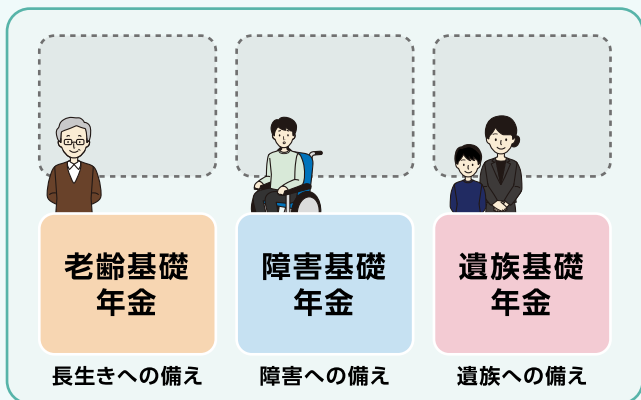 老齢基礎
年金
障害基礎
年金
遺族基礎
年金
長生きへの備え
障害への備え
遺族への備え